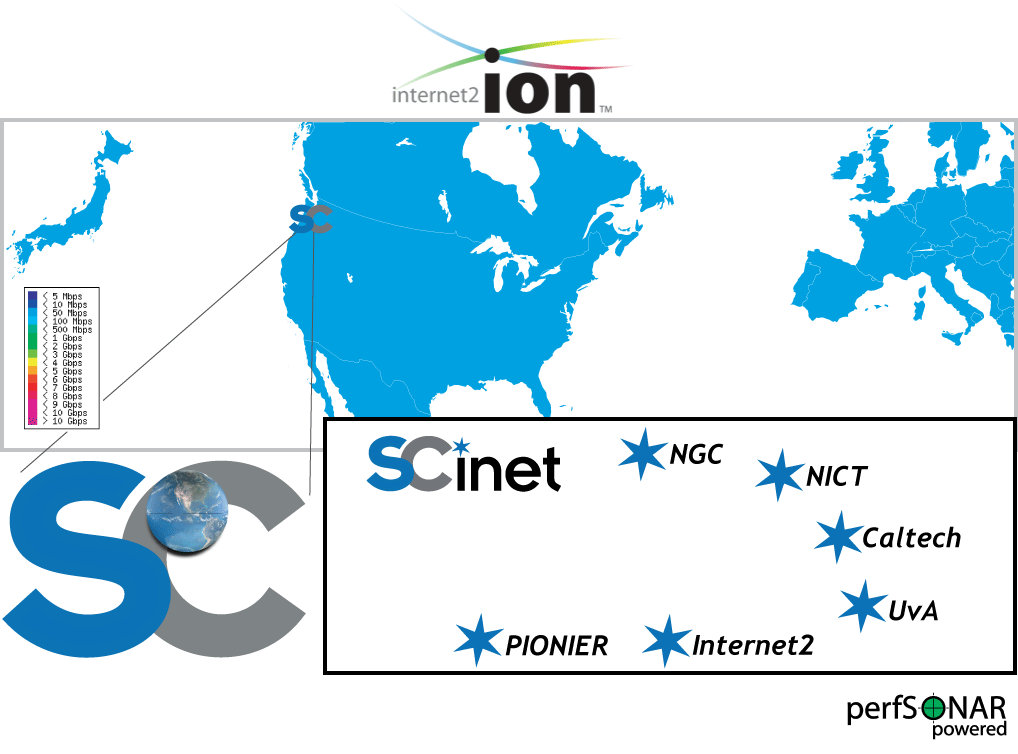 internet2 ion TM
SC
< 5 Mbps
< 10 Mbps
< 50 Mbps
< 100 Mbps
< 500 Mbps
< 1 Gbps
< 2 Gbps
< 3 Gbps
< 4 Gbps
< 5 Gbps
< 6 Gbps
< 7 Gbps
< 8 Gbps
< 9 Gbps
< 10 Gbps
> 10 Gbps
SC
SCinet
NGC
NICT
Caltech
UvA
PIONIER
Internet2
perfSONAR
powered